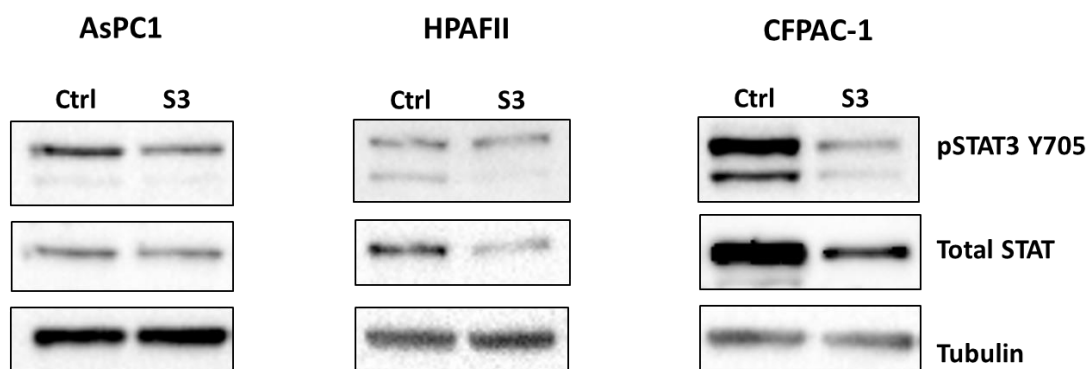 AsPC1 HPAFII CFPAC-1
Ctrl S3 Ctrl S3 Ctrl S3
pSTAT3 Y705
Total STAT
Tubulin